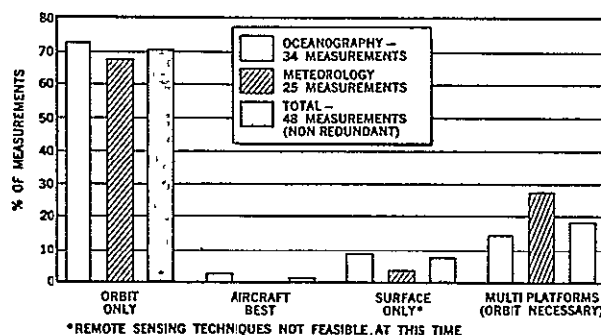 80
70
60
50
40
30
20
10
0
% OF MEASUREMENTS
OCEANOGRAPHY –
34 MEASUREMENTS
METEOROLOGY
25 MEASUREMENTS
TOTAL –
48 MEASUREMENTS
(NON REDUNDANT)
ORBIT
ONLY
AIRCRAFT
BEST
SURFACE
ONLY*
MULTI PLATFORMS
(ORBIT NECESSARY)
*REMOTE SENSING TECHNIQUES NOT FEASIBLE. AT THIS TIME